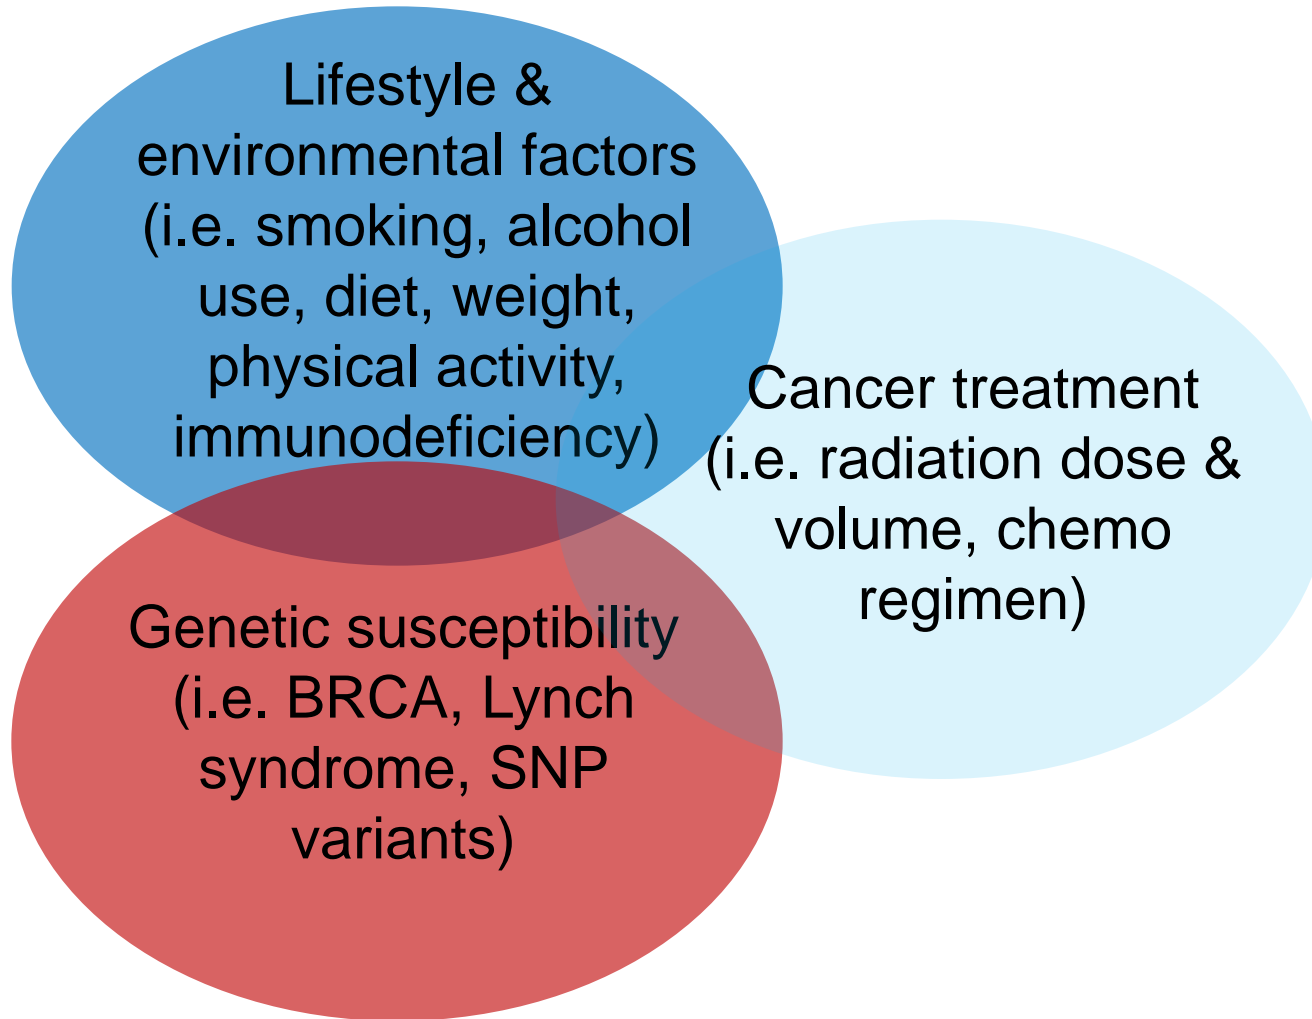 Lifestyle &
environmental factors
(i.e. smoking, alcohol
use, diet, weight,
physical activity,
immunodeficiency)
Cancer treatment
(i.e. radiation dose &
volume, chemo
regimen)
Genetic susceptibility
(i.e. BRCA, Lynch
syndrome, SNP
variants)